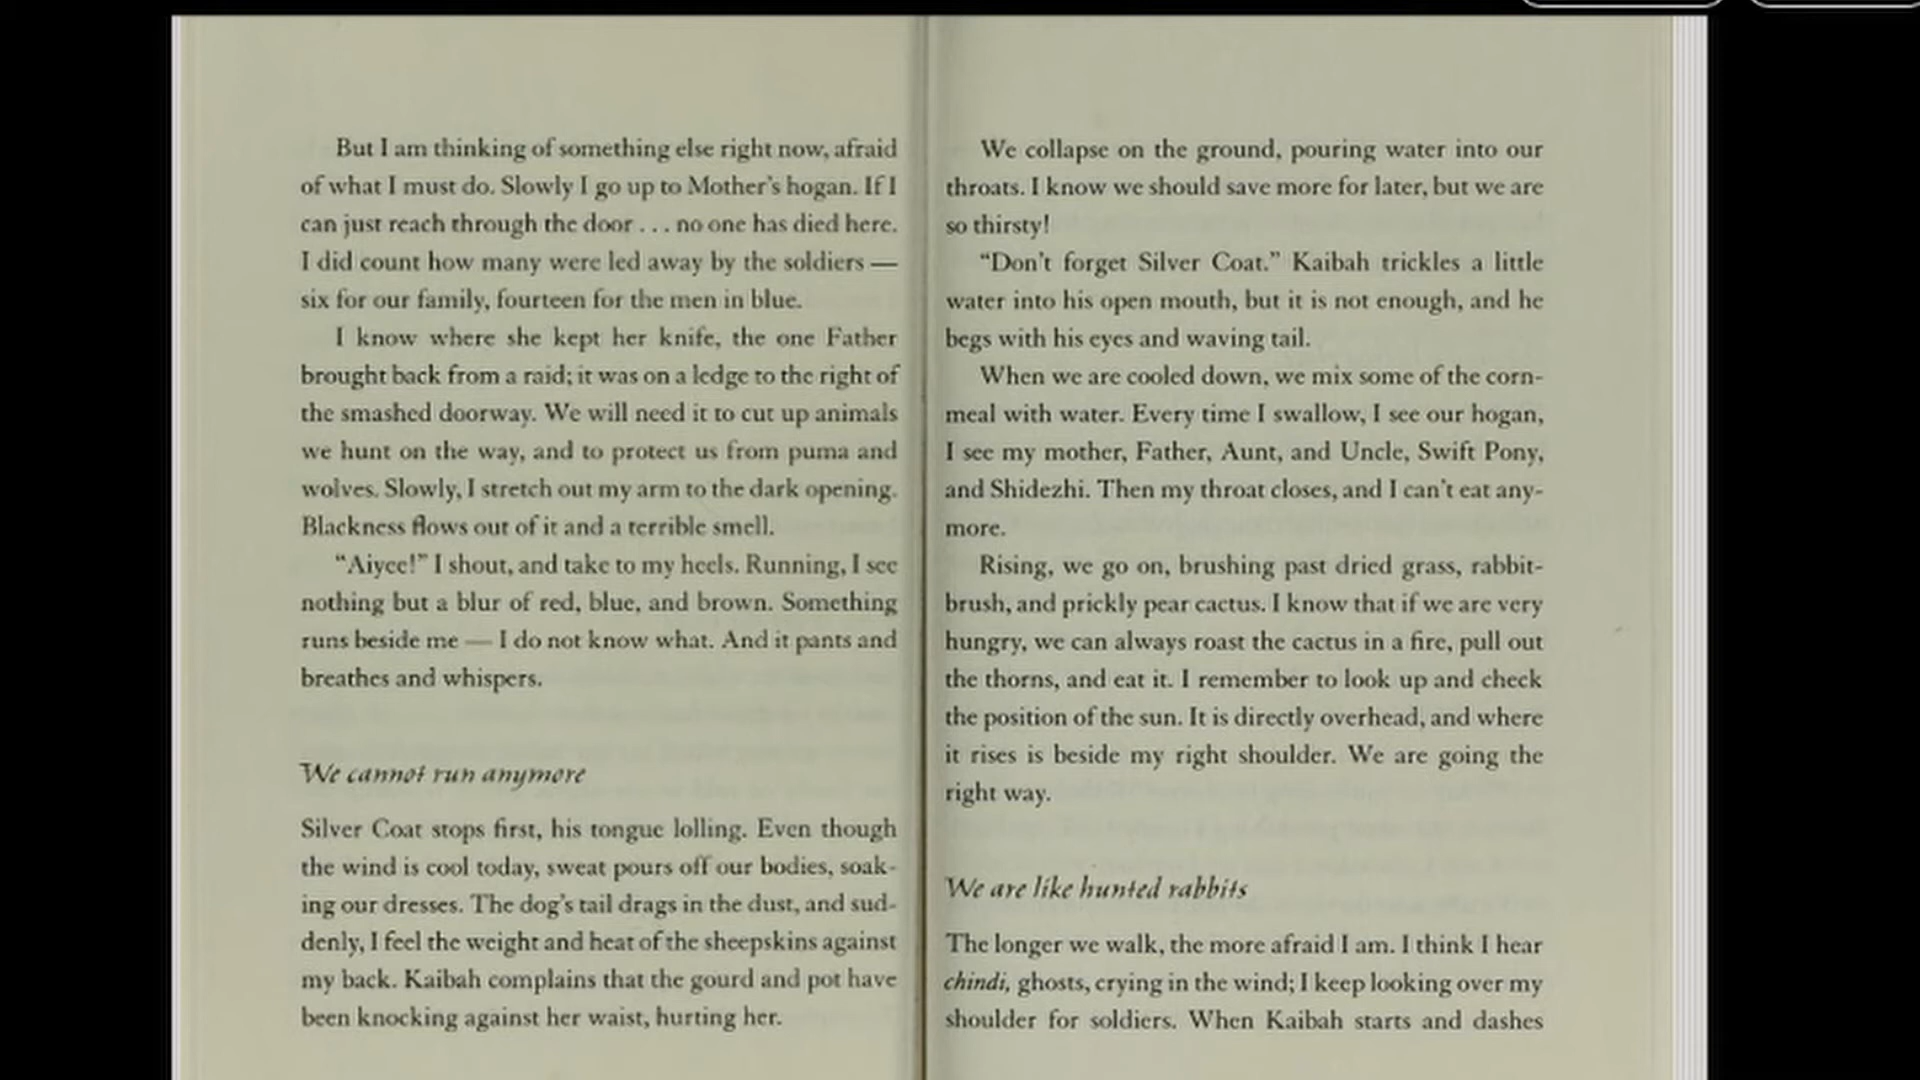 But I am thinking of something else right now, afraid
of what I must do. Slowly I go up to Mother's hogan. If I
can just reach through the door . . . no one has died here.
I did count how many were led away by the soldiers —
six for our family, fourteen for the men in blue.
I know where she kept her knife, the one Father
brought back from a raid; it was on a ledge to the right of
the smashed doorway. We will need it to cut up animals
we hunt on the way, and to protect us from puma and
wolves. Slowly, I stretch out my arm to the dark opening.
Blackness flows out of it and a terrible smell.
"Aiyee!" I shout, and take to my heels. Running, I see
nothing but a blur of red, blue, and brown. Something
runs beside me — I do not know what. And it pants and
breathes and whispers.
We cannot run anymore
Silver Coat stops first, his tongue lolling. Even though
the wind is cool today, sweat pours off our bodies, soak-
ing our dresses. The dog's tail drags in the dust, and sud-
denly, I feel the weight and heat of the sheepskins against
my back. Kaibah complains that the gourd and pot have
been knocking against her waist, hurting her.
We collapse on the ground, pouring water into our
throats. I know we should save more for later, but we are
so thirsty!
"Don't forget Silver Coat." Kaibah trickles a little
water into his open mouth, but it is not enough, and he
begs with his eyes and waving tail.
When we are cooled down, we mix some of the corn-
meal with water. Every time I swallow, I see our hogan,
I see my mother, Father, Aunt, and Uncle, Swift Pony,
and Shidezhi. Then my throat closes, and I can't eat any-
more.
Rising, we go on, brushing past dried grass, rabbit-
brush, and prickly pear cactus. I know that if we are very
hungry, we can always roast the cactus in a fire, pull out
the thorns, and eat it. I remember to look up and check
the position of the sun. It is directly overhead, and where
it rises is beside my right shoulder. We are going the
right way.
We are like hunted rabbits
The longer we walk, the more afraid I am. I think I hear
chindi, ghosts, crying in the wind; I keep looking over my
shoulder for soldiers. When Kaibah starts and dashes